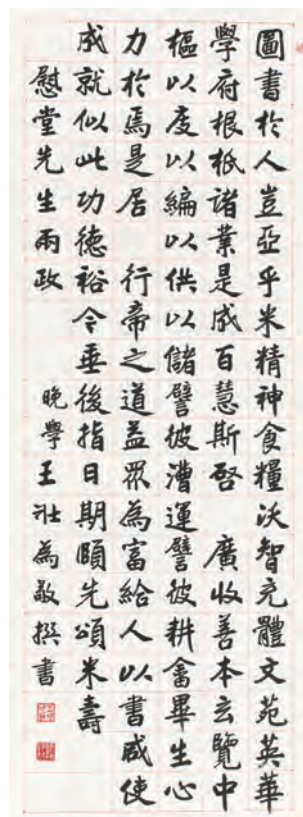 圖書於人豈亞乎米精神食糧沃智充體文苑英華
學府根柢諸業是成百慧斯啓 廣收善本玄覽中
樞以庋以編以供以儲譬彼漕運譬彼耕畬畢生心
力於焉是居 行帝之道益眾為富給人以書咸使
成就似此功德裕今垂後指日期頤先頌米壽
慰堂先生兩政 晚學王壯為敬撰書